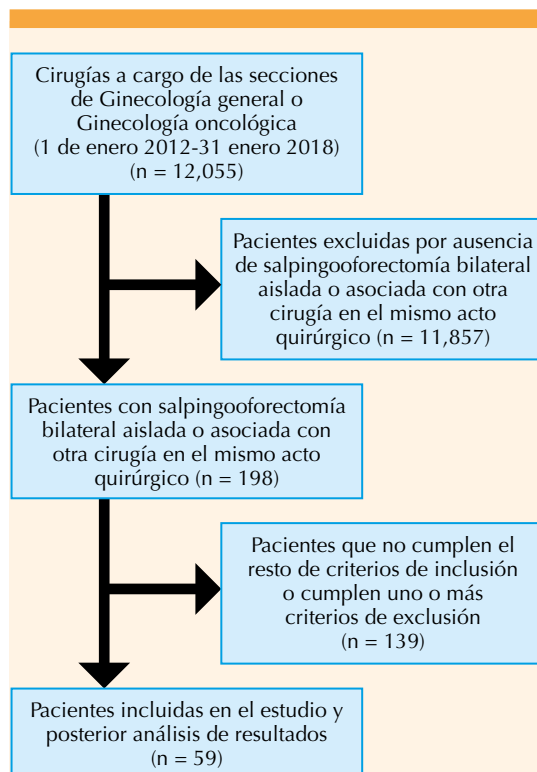 Cirugías a cargo de las secciones
de Ginecología general o
Ginecología oncológica
(1 de enero 2012-31 enero 2018)
(n = 12,055)
Pacientes excluidas por ausencia
de salpingooforectomía bilateral
aislada o asociada con otra
cirugía en el mismo acto
quirúrgico (n = 11,857)
Pacientes con salpingooforectomía
bilateral aislada o asociada con
otra cirugía en el mismo acto
quirúrgico (n = 198)
Pacientes que no cumplen el
resto de criterios de inclusión
o cumplen uno o más
criterios de exclusión
(n = 139)
Pacientes incluidas en el estudio y
posterior análisis de resultados
(n = 59)